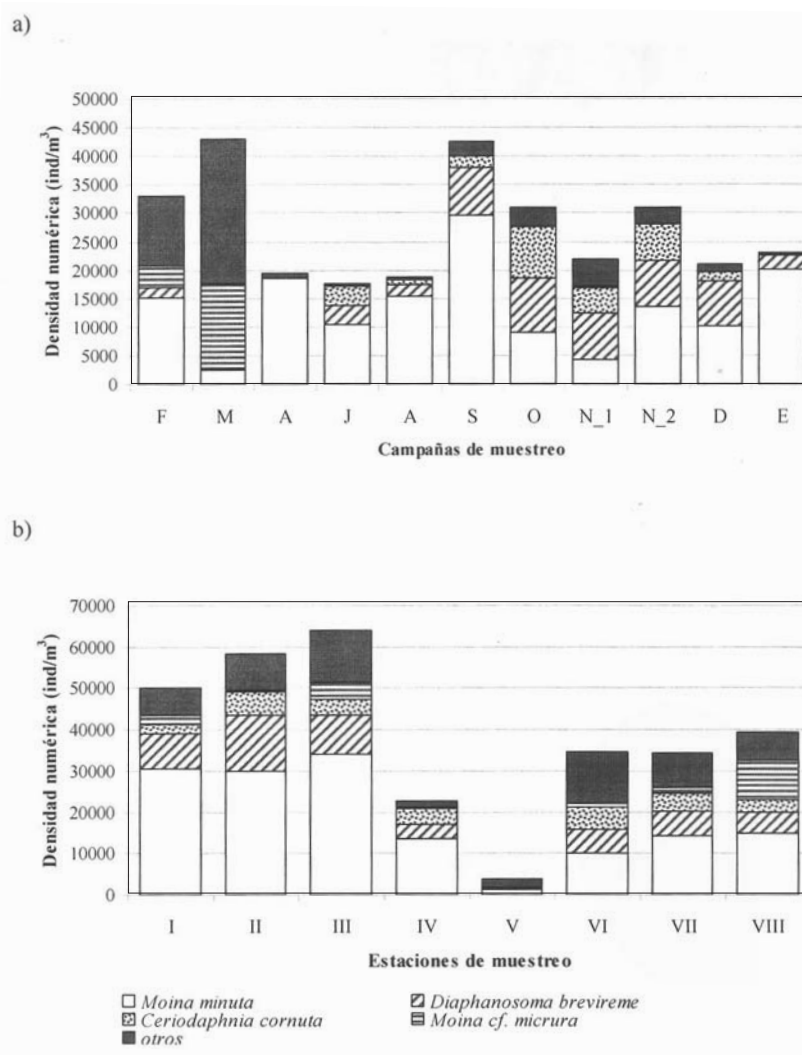 a)
Densidad numérica (ind/m³)
50000
45000
40000
35000
30000
25000
20000
15000
10000
5000
0
F M A J A S O N_1 N_2 D E
Campañas de muestreo
b)
Densidad numérica (ind/m³)
70000
60000
50000
40000
30000
20000
10000
0
I II III IV V VI VII VIII
Estaciones de muestreo
Moina minuta
Diaphanosoma brevireme
Ceriodaphnia cornuta
Moina cf. micrura
otros